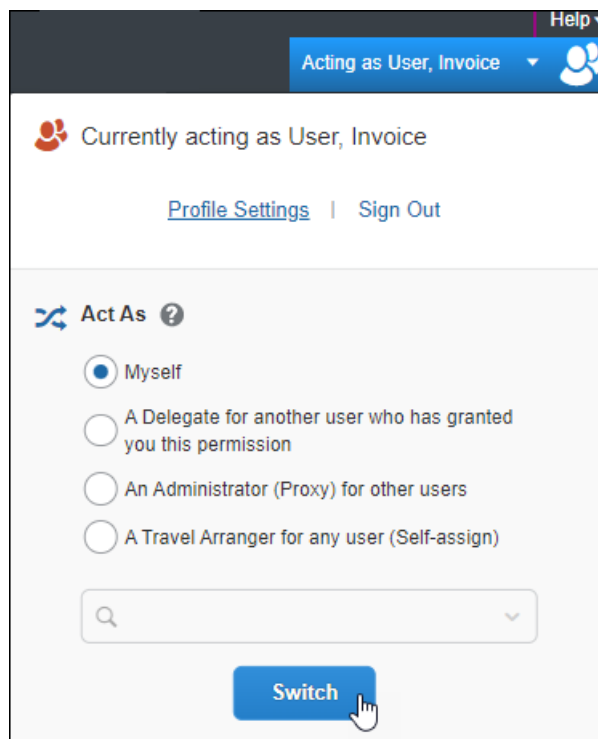 Help
Acting as User, Invoice
Currently acting as User, Invoice
Profile Settings | Sign Out
Act As ?
Myself
A Delegate for another user who has granted
you this permission
An Administrator (Proxy) for other users
A Travel Arranger for any user (Self-assign)
Switch